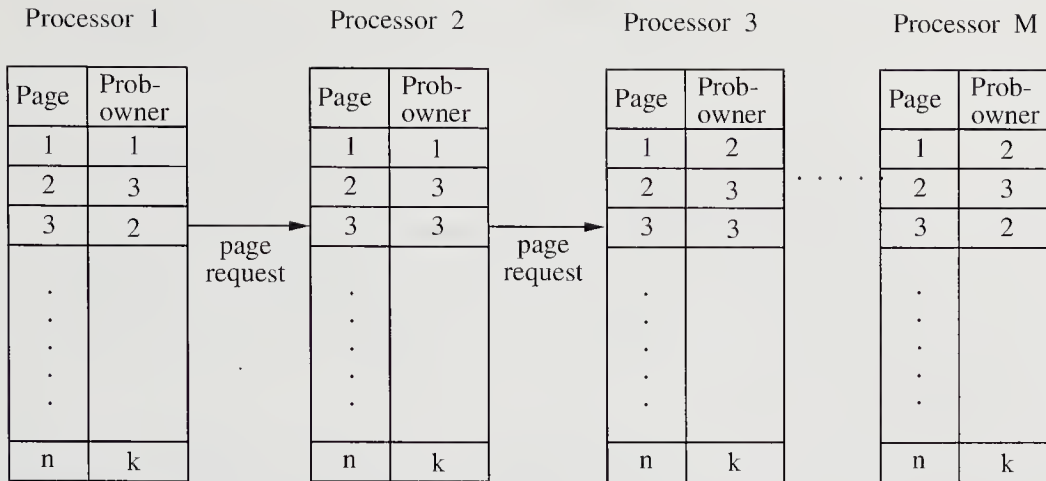 Processor 1 Processor 2 Processor 3 Processor M
Page Prob-owner Page Prob-owner Page Prob-owner Page Prob-owner
1 1 1 1 1 2 1 2
2 3 2 3 2 3 . . . . . 2 3
3 2 3 3 3 3 3 2
page request page request
n k n k n k n k